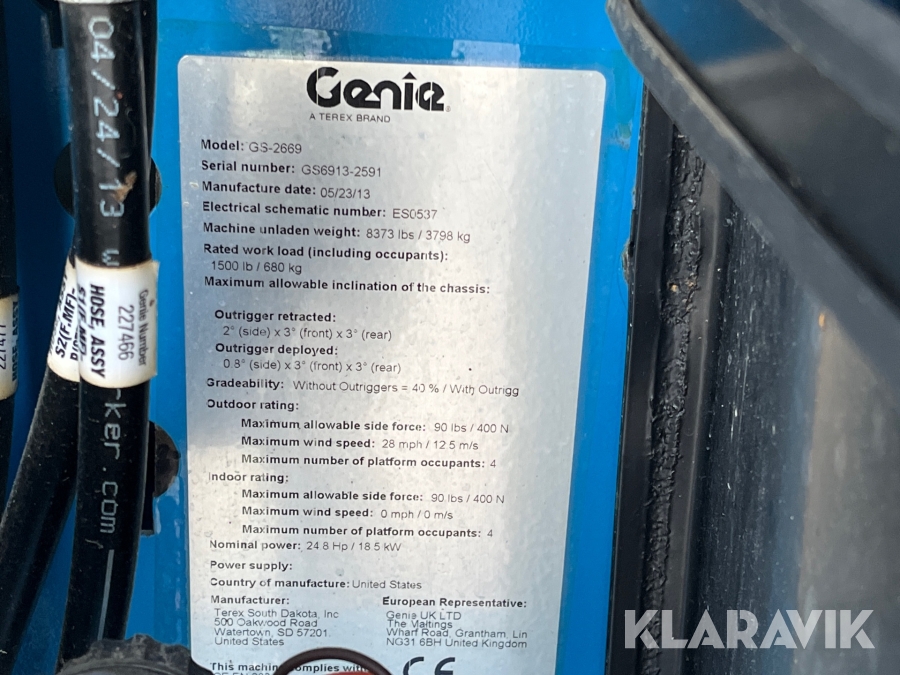 Genie
A TEREX BRAND
Model: GS-2669
Serial number: GS6913-2591
Manufacture date: 05/23/13
Electrical schematic number: ES0537
Machine unladen weight: 8373 lbs / 3798 kg
Rated work load (including occupants):
1500 lb / 680 kg
Maximum allowable inclination of the chassis:
Outrigger retracted:
2° (side) x 3° (front) x 3° (rear)
Outrigger deployed:
0.8° (side) x 3° (front) x 3° (rear)
Gradeability: Without Outriggers = 40 % / With Outrigg
Outdoor rating:
Maximum allowable side force: 90 lbs / 400 N
Maximum wind speed: 28 mph / 12.5 m/s
Maximum number of platform occupants: 4
Indoor rating:
Maximum allowable side force: 90 lbs / 400 N
Maximum wind speed: 0 mph / 0 m/s
Maximum number of platform occupants: 4
Nominal power: 24.8 Hp / 18.5 kW
Power supply:
Country of manufacture: United States
Manufacturer:
Terex South Dakota, Inc
500 Oakwood Road
Watertown, SD 57201
United States
European Representative:
Genie UK LTD
The Maltings
Wharf Road, Grantham, Lin
NG31 6BH United Kingdom
This machin omplies with
CE
04/24/13 w
rker.com
Genie Number
227466
HOSE, ASSY
S2(F.MF)-
227477
KLARAVIK